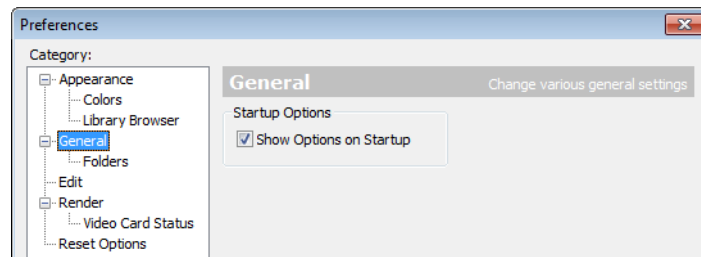 Preferences
Category:
Appearance
Colors
Library Browser
General
Folders
Edit
Render
Video Card Status
Reset Options
General
Change various general settings
Startup Options
Show Options on Startup